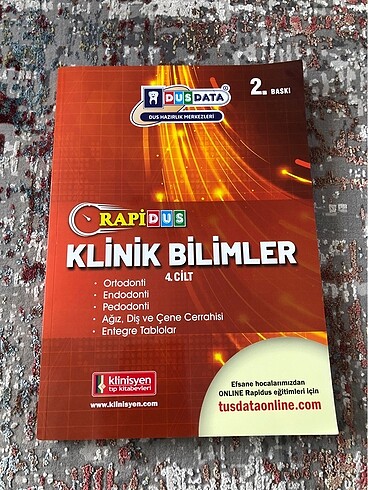 DUSDATA
DUS HAZIRLIK MERKEZLERİ
2. BASKI
RAPİDUS
KLİNİK BİLİMLER
4. CİLT
· Ortodonti
· Endodonti
· Pedodonti
· Ağız, Diş ve Çene Cerrahisi
· Entegre Tablolar
klinisyen
tıp kitabevleri
www.klinisyen.com
Efsane hocalarımızdan
ONLINE Rapidus eğitimleri için
tusdataonline.com